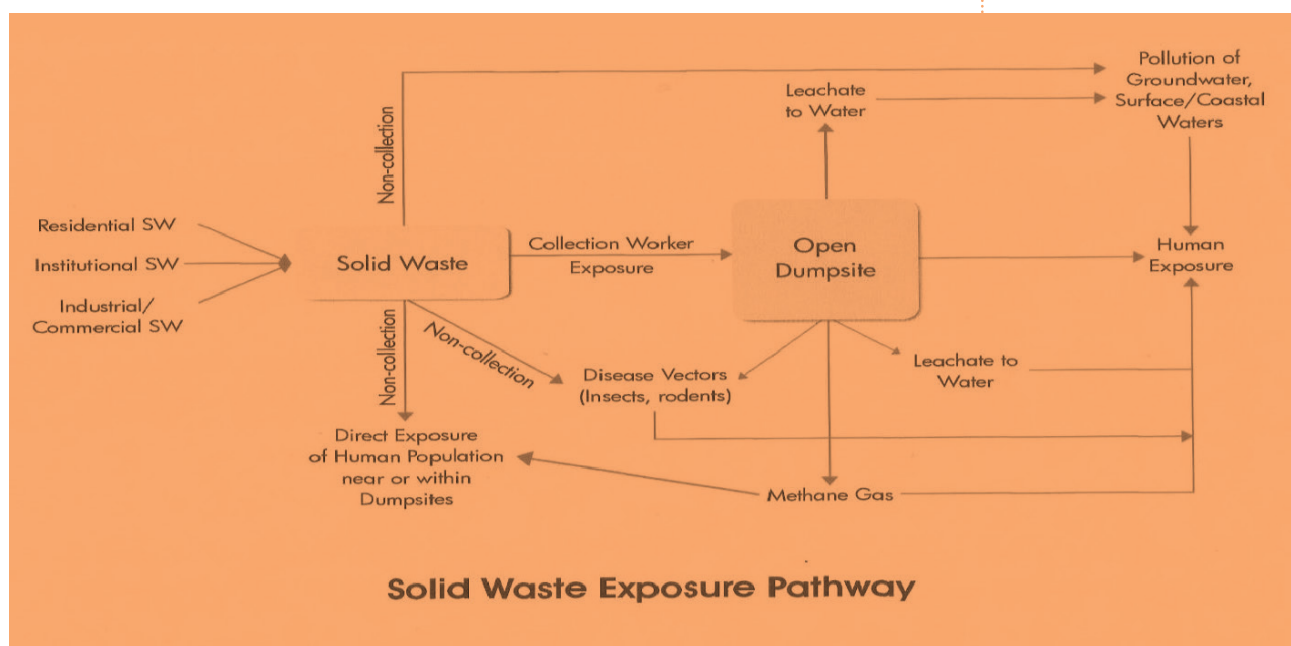 Pollution of
Groundwater,
Surface/Coastal
Waters
Leachate
to Water
Non-collection
Residential SW
Institutional SW
Industrial/
Commercial SW
Solid Waste
Collection Worker
Exposure
Open
Dumpsite
Human
Exposure
Non-collection
Non-collection
Disease Vectors
(Insects, rodents)
Leachate to
Water
Direct Exposure
of Human Population
near or within
Dumpsites
Methane Gas
Solid Waste Exposure Pathway